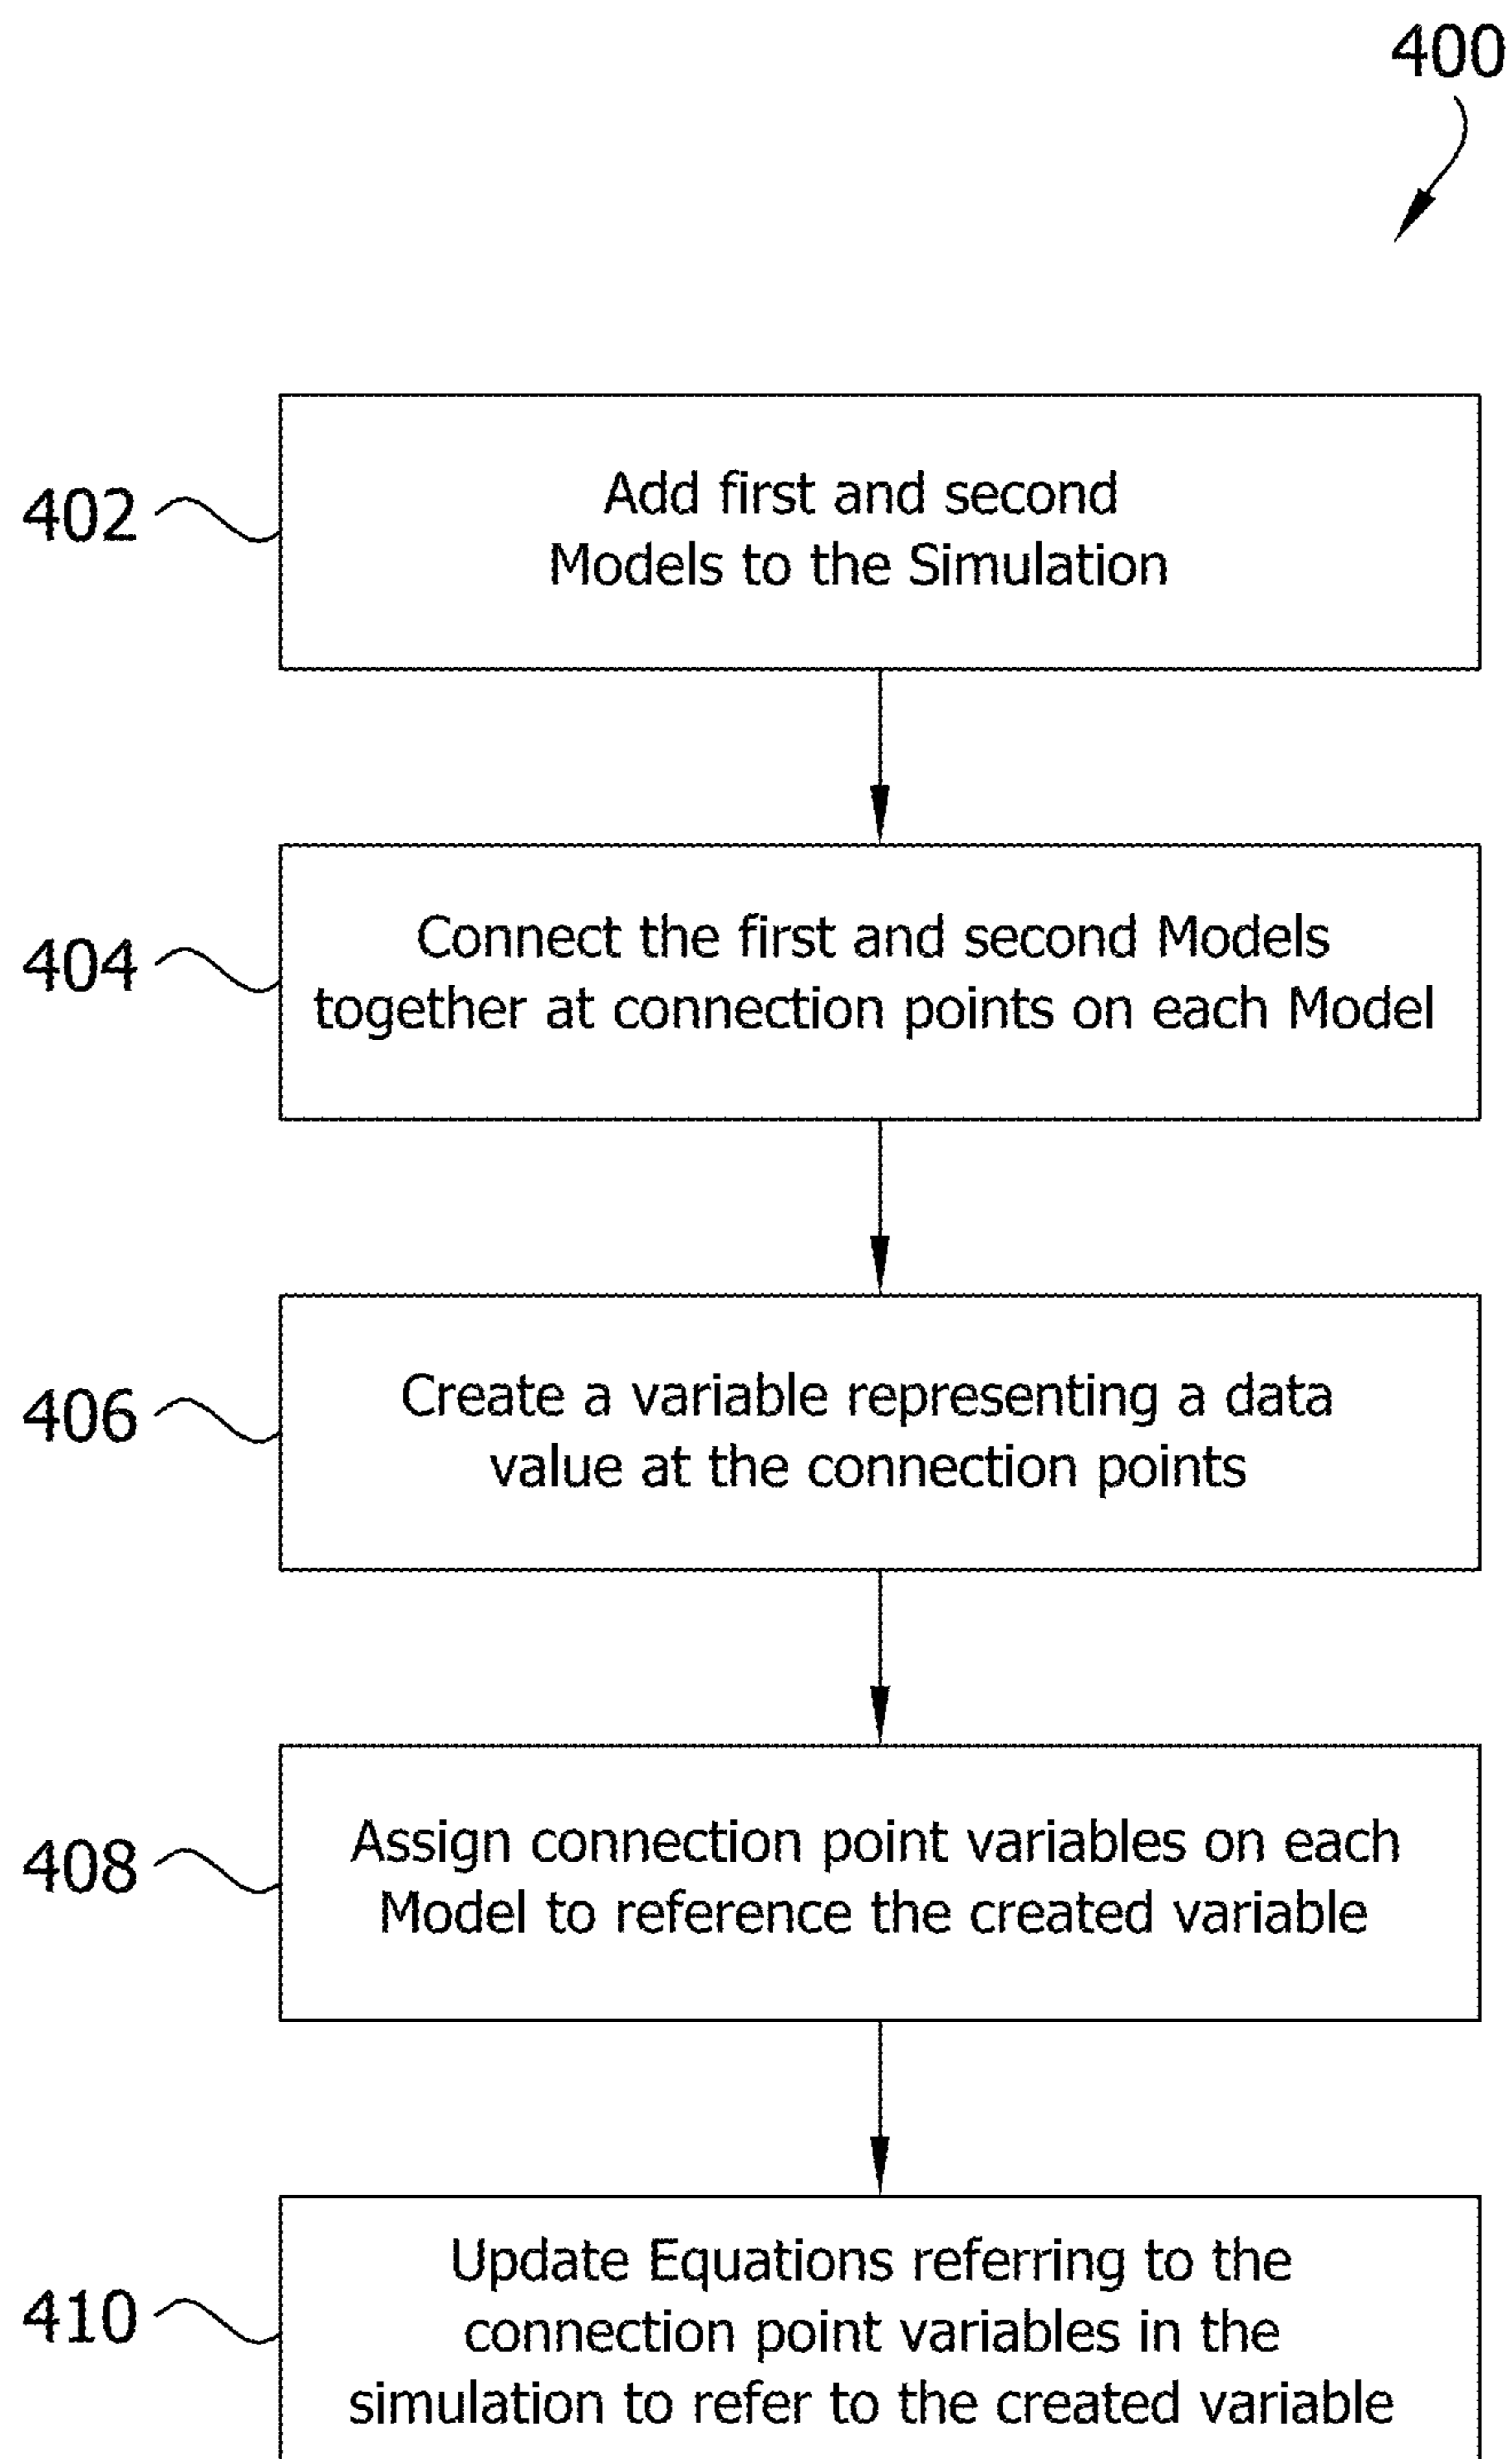 400
402
Add first and second
Models to the Simulation
404
Connect the first and second Models
together at connection points on each Model
406
Create a variable representing a data
value at the connection points
408
Assign connection point variables on each
Model to reference the created variable
410
Update Equations referring to the
connection point variables in the
simulation to refer to the created variable